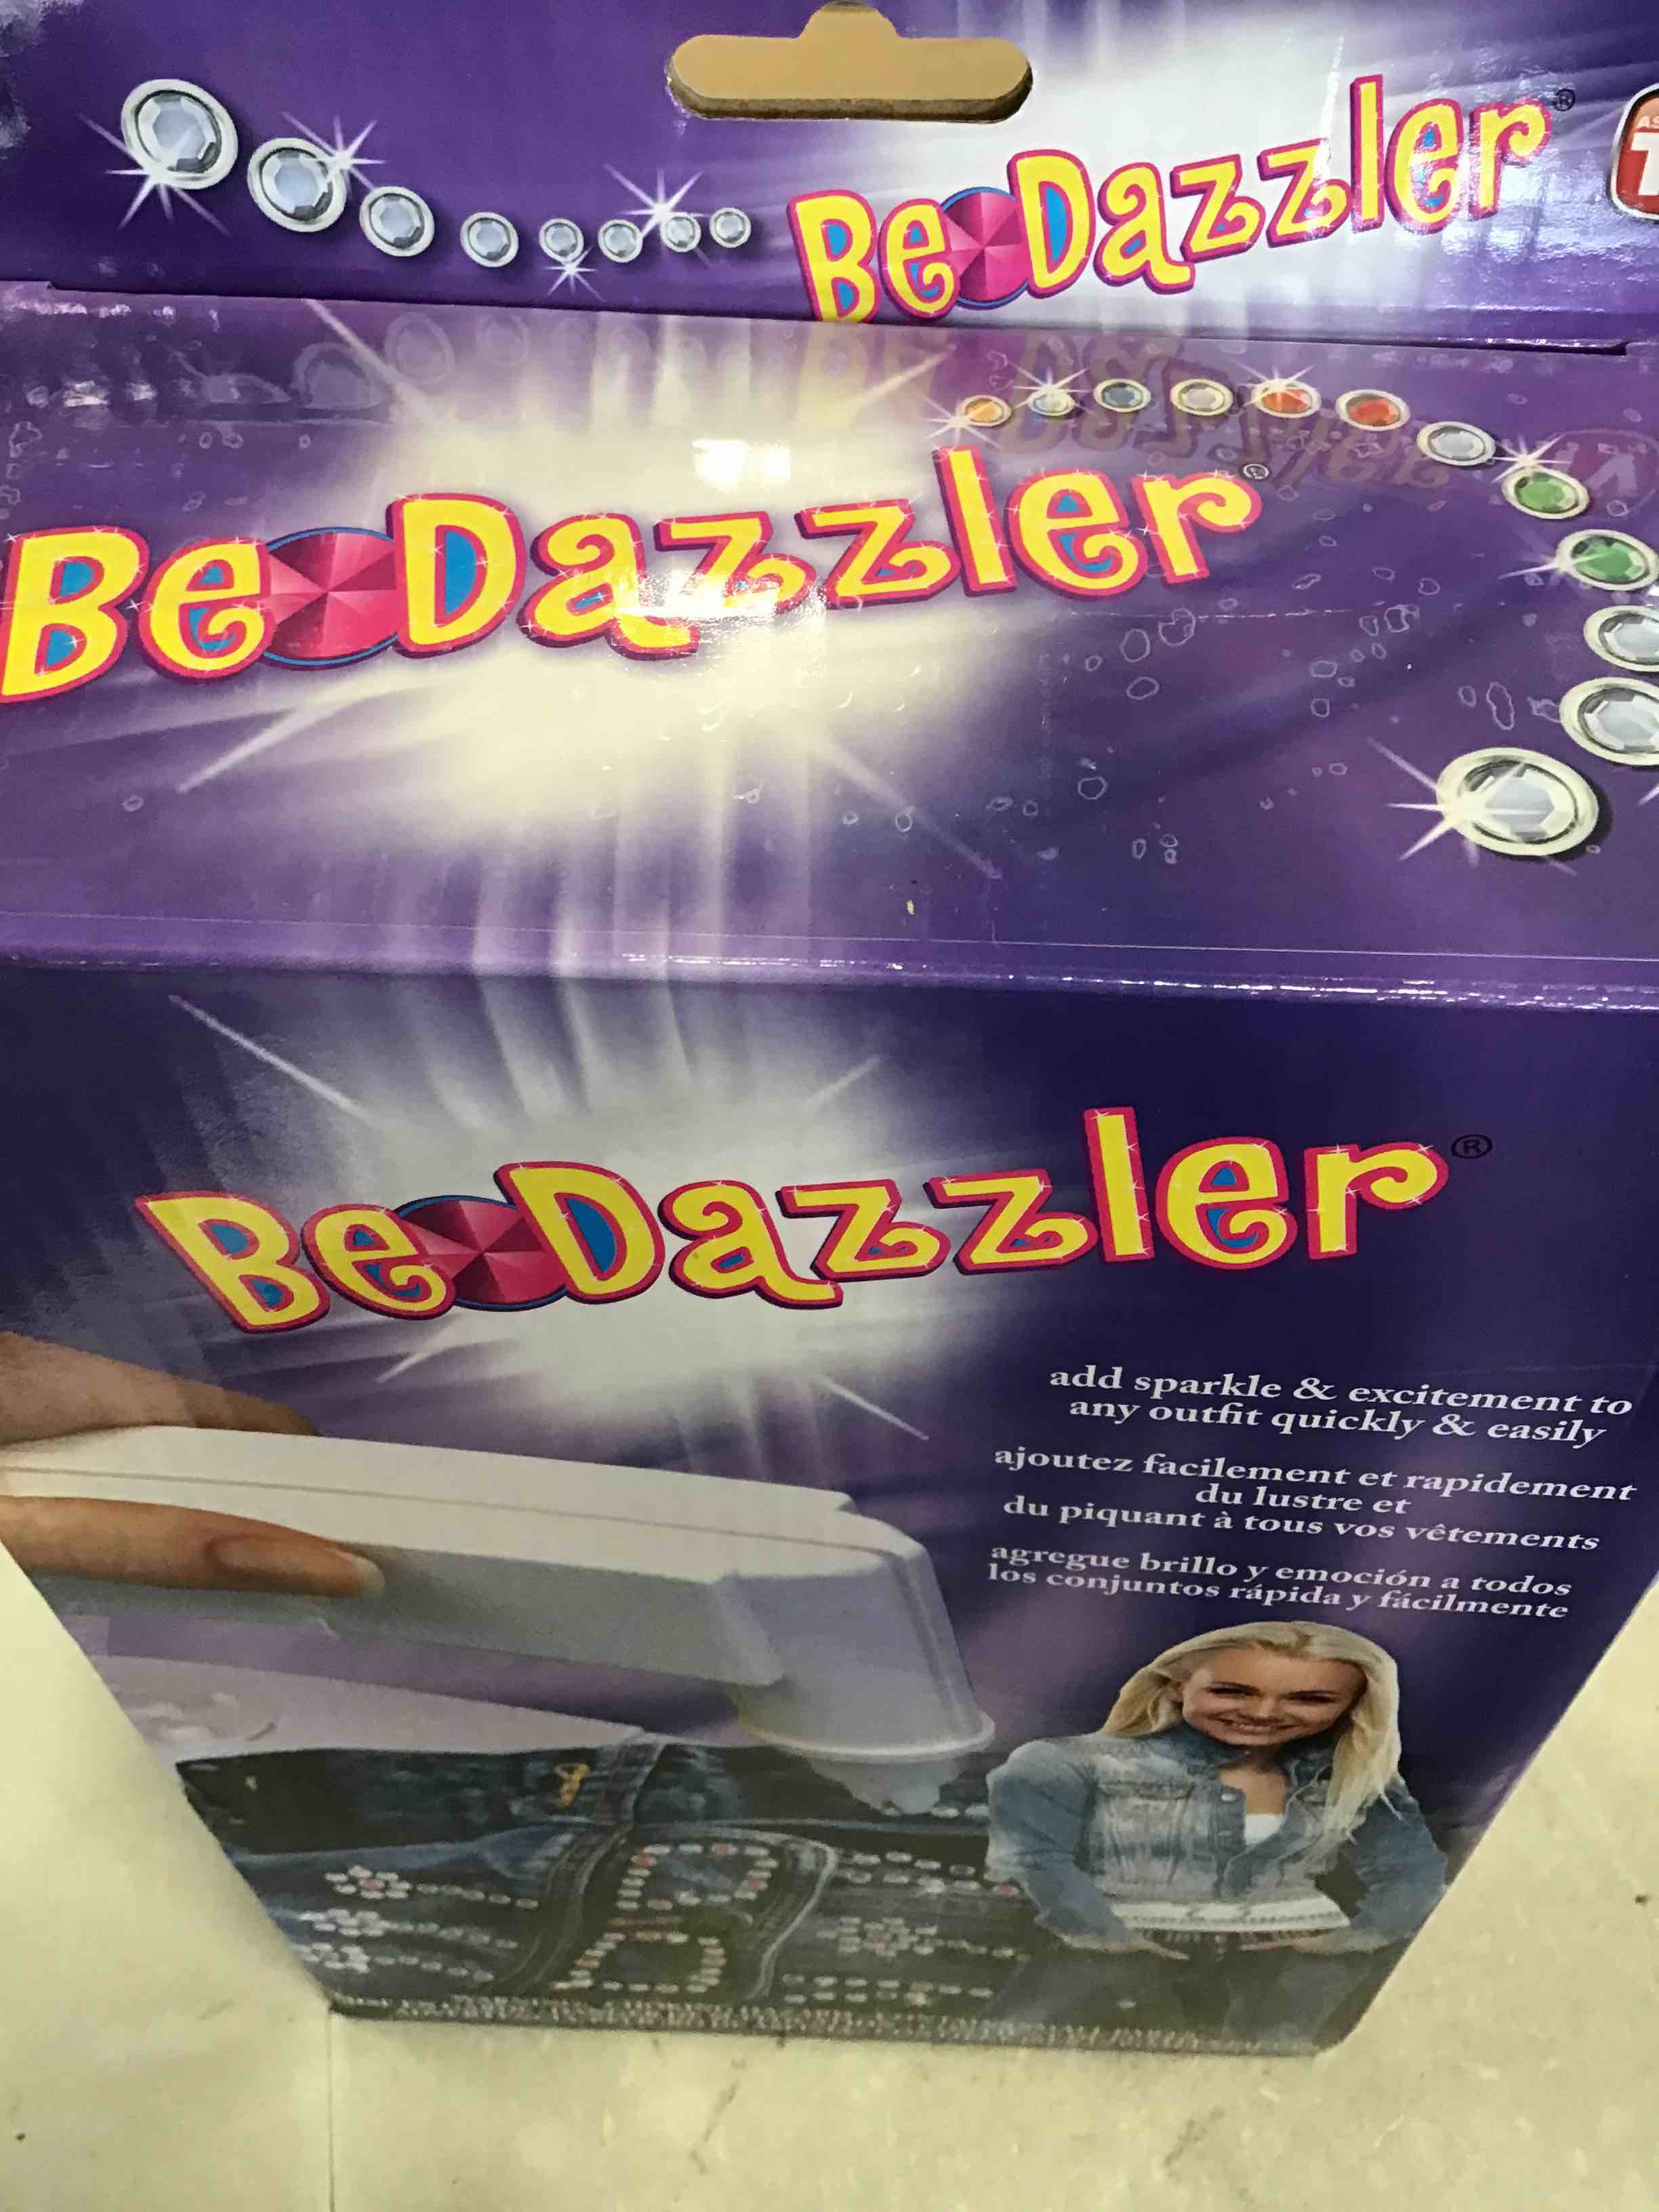 BeDazzler®
AS
T
BeDazzler®
BeDazzler®
add sparkle & excitement to
any outfit quickly & easily
ajoutez facilement et rapidement
du lustre et
du piquant à tous vos vêtements
agregue brillo y emoción a todos
los conjuntos rápida y fácilmente